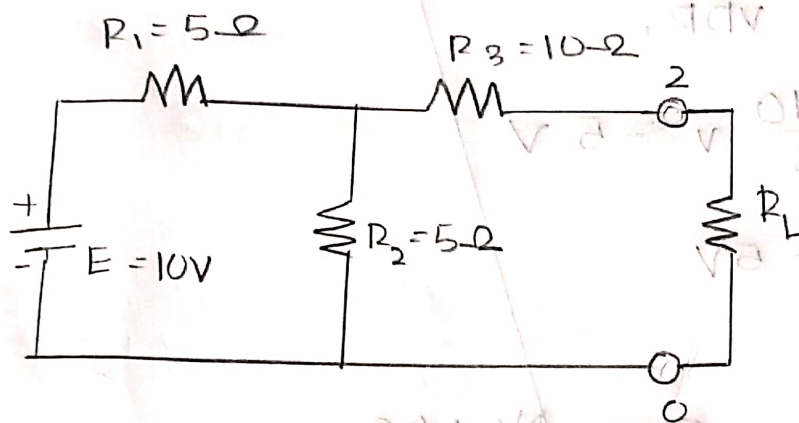 R₁ = 5Ω
R₃ = 10Ω
2
+
-
E = 10V
R₂ = 5Ω
R_L
0